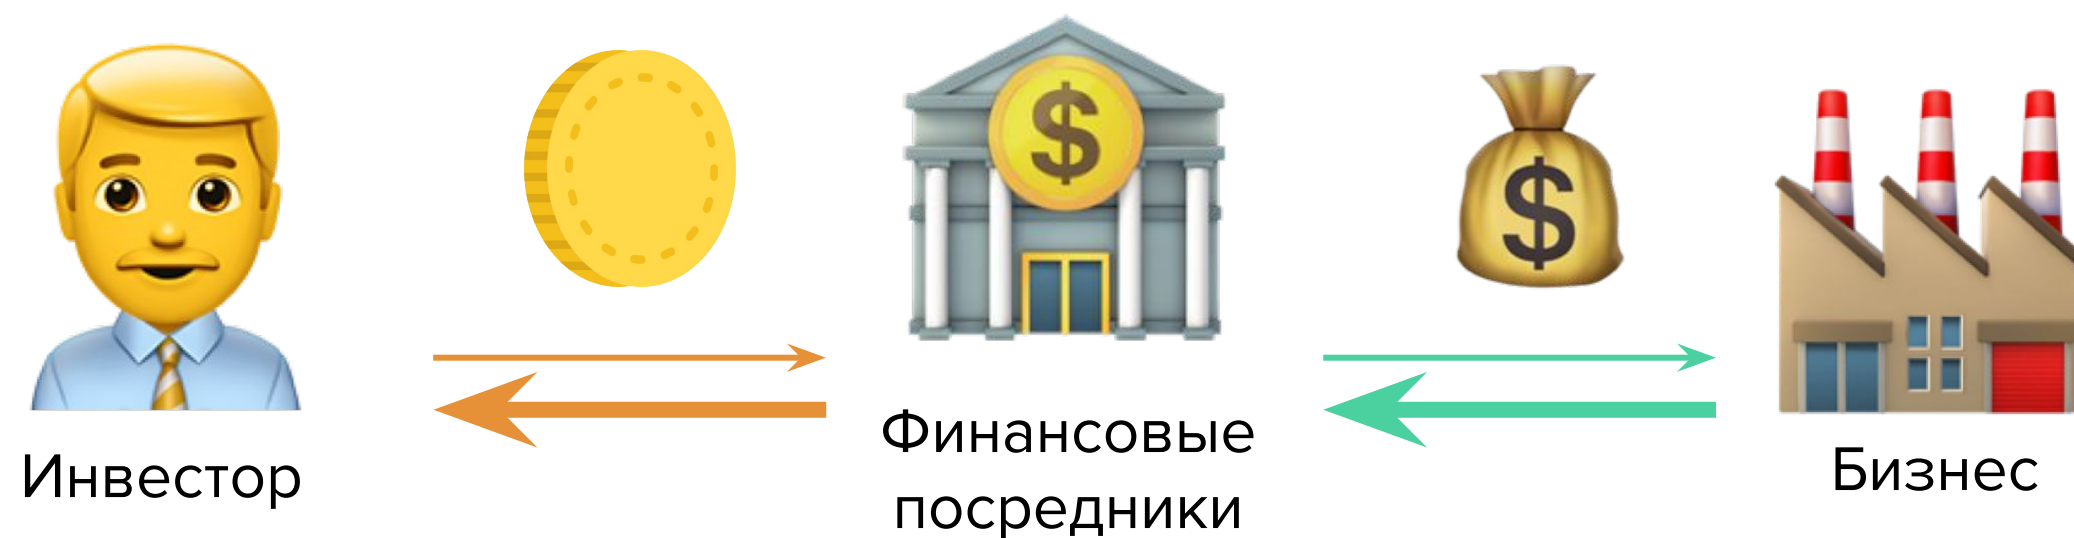 $
$
Инвестор
Финансовые
посредники
Бизнес